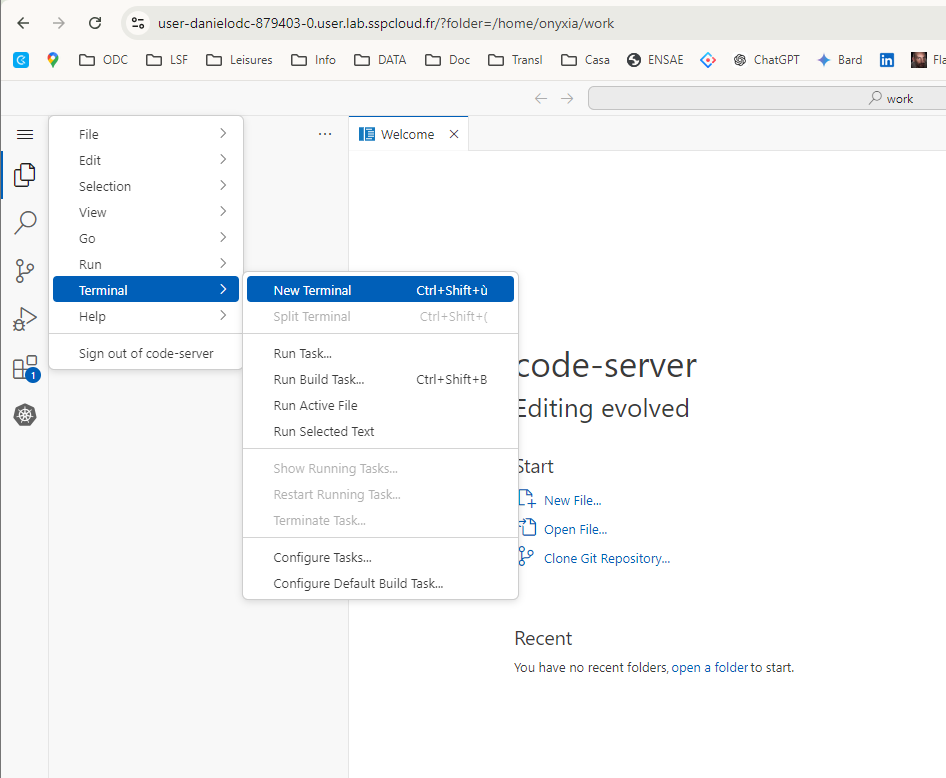 user-danielodc-879403-0.user.lab.sspcloud.fr/?folder=/home/onyxia/work
ODC LSF Leisures Info DATA Doc Transl Casa ENSAE ChatGPT Bard Fla
work
Welcome
File
Edit
Selection
View
Go
Run
Terminal
Help
Sign out of code-server
New Terminal Ctrl+Shift+ù
Split Terminal Ctrl+Shift+(
Run Task...
Run Build Task... Ctrl+Shift+B
Run Active File
Run Selected Text
Show Running Tasks...
Restart Running Task...
Terminate Task...
Configure Tasks...
Configure Default Build Task...
1
code-server
Editing evolved
Start
New File...
Open File...
Clone Git Repository...
Recent
You have no recent folders, open a folder to start.